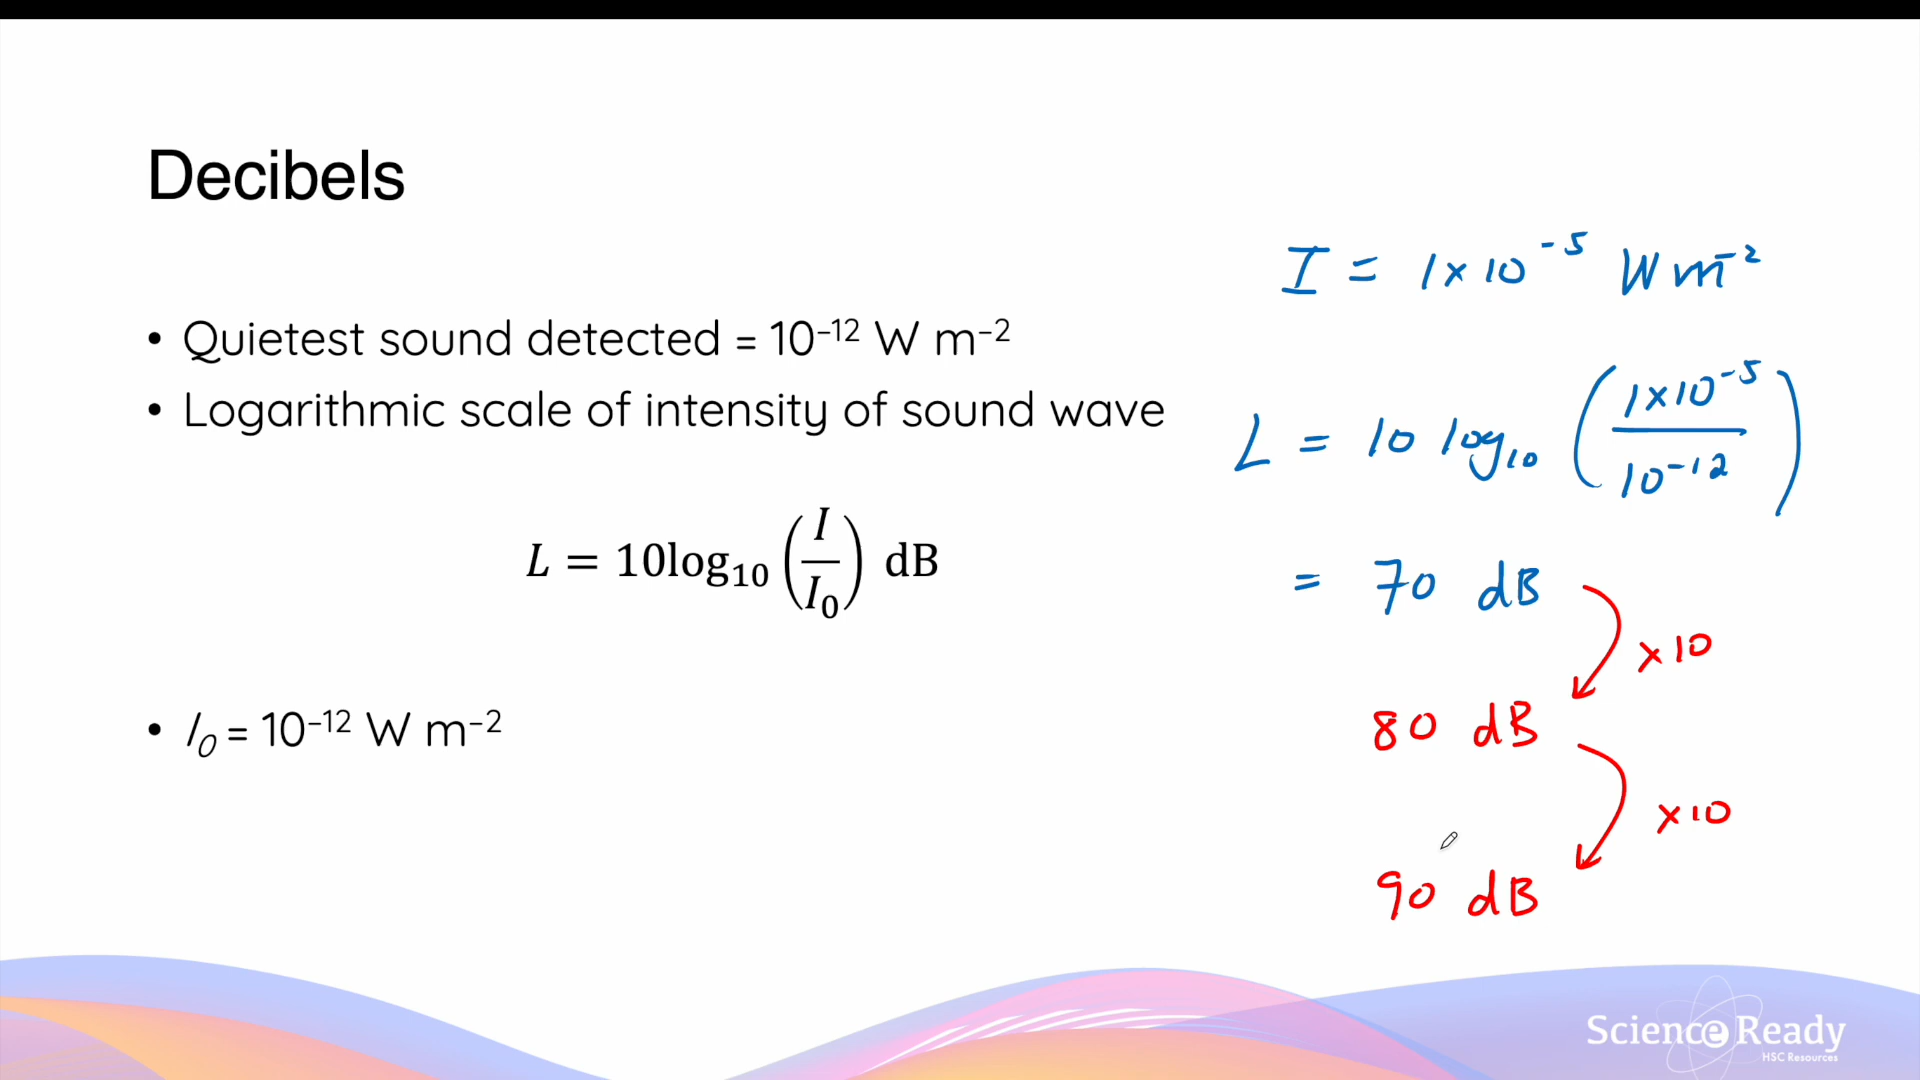 Decibels
• Quietest sound detected = 10⁻¹² W m⁻²
• Logarithmic scale of intensity of sound wave
L = 10log₁₀ (I/I₀) dB
• I₀ = 10⁻¹² W m⁻²
I = 1×10⁻⁵ W m⁻²
L = 10 log₁₀ (1×10⁻⁵/10⁻¹²)
= 70 dB
×10
80 dB
×10
90 dB
Science Ready
HSC Resources